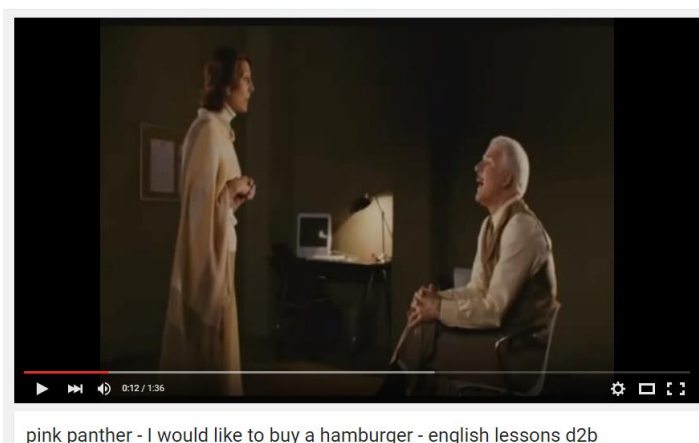 0:12 / 1:36
pink panther - I would like to buy a hamburger - english lessons d2b